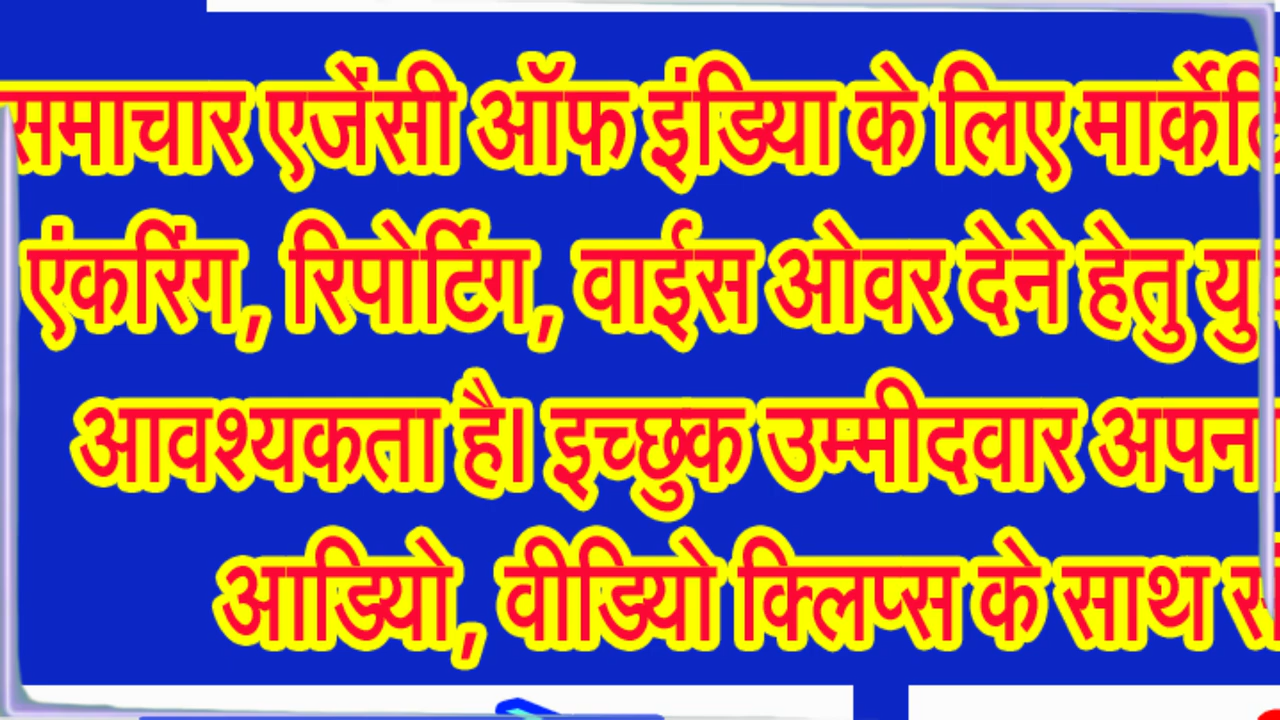 समाचार एजेंसी ऑफ इंडिया के लिए
एंकरिंग, रिपोर्टिंग, वाईस ओवर देने हेतु
आवश्यकता है। इच्छुक उम्मीदवार
आडियो, वीडियो क्लिप्स के साथ